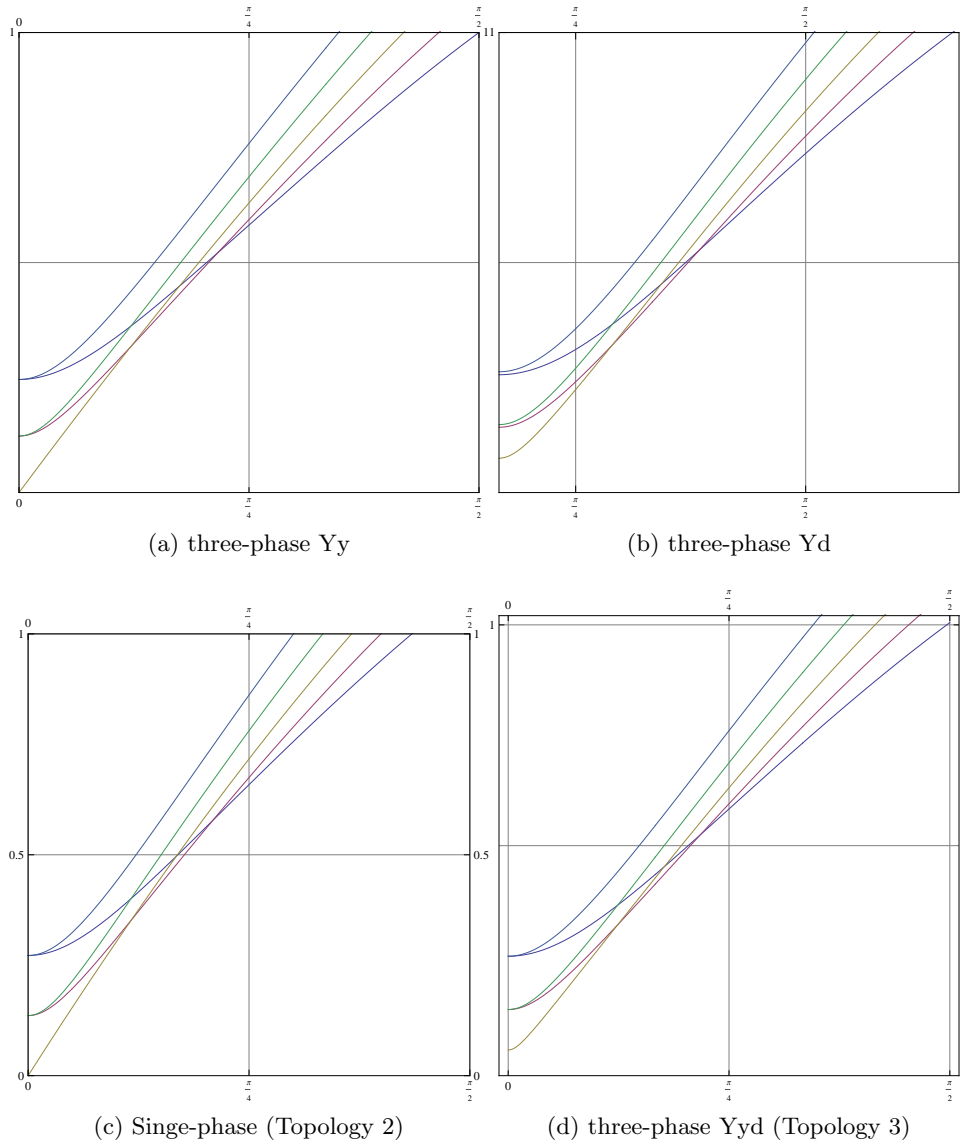 0 π/4 π/2
π/4 π/2
1
11
0 π/4 π/2
π/4 π/2
(a) three-phase Yy
(b) three-phase Yd
0 π/4 π/2
0 π/4 π/2
1 1
1
0.5
0.5
0
0
0 π/4 π/2
0 π/4 π/2
(c) Singe-phase (Topology 2)
(d) three-phase Yyd (Topology 3)